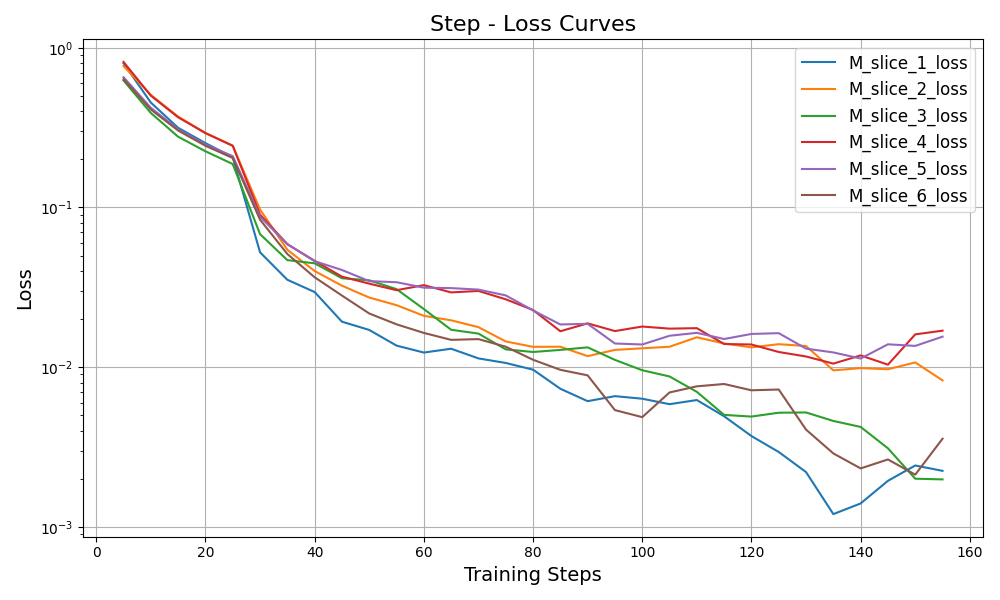 Step - Loss Curves
M_slice_1_loss
M_slice_2_loss
M_slice_3_loss
M_slice_4_loss
M_slice_5_loss
M_slice_6_loss
Loss
10⁰
10⁻¹
10⁻²
10⁻³
0 20 40 60 80 100 120 140 160
Training Steps